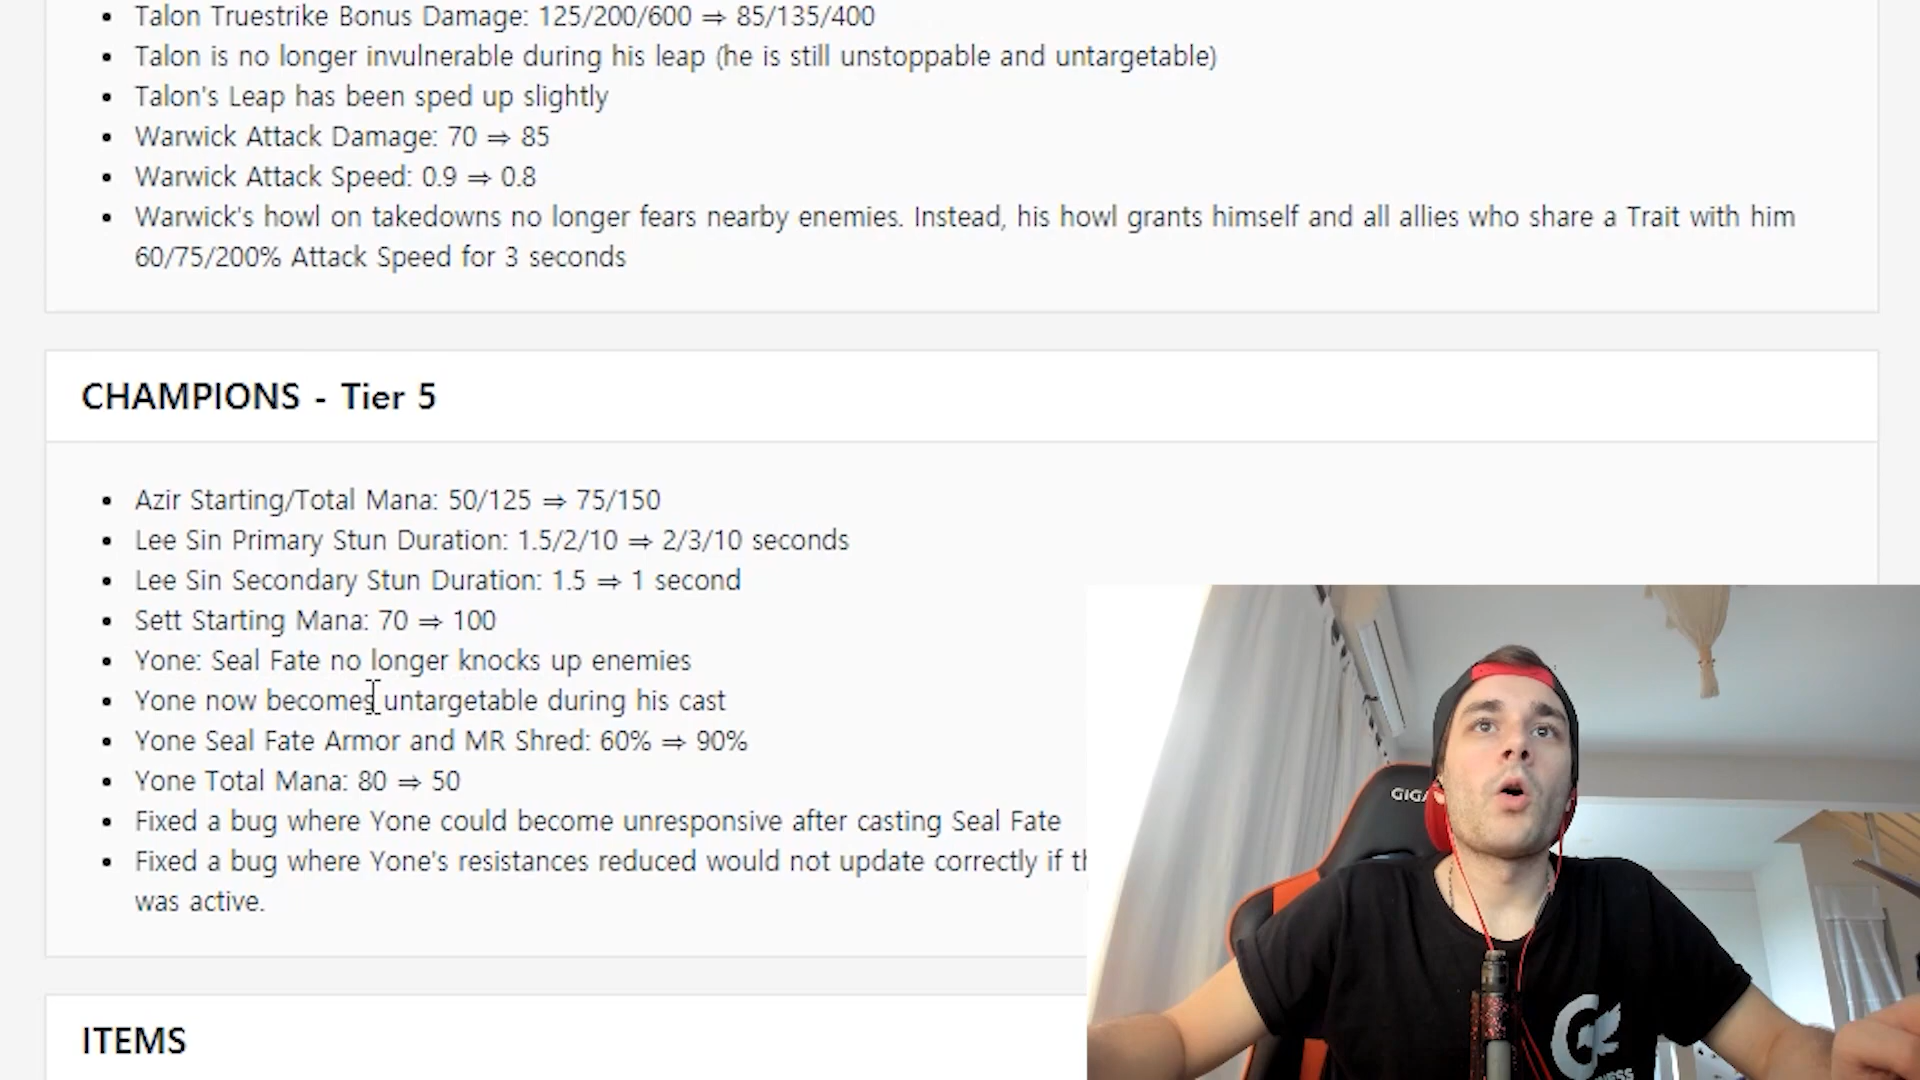 Talon Truestrike Bonus Damage: 125/200/600 ⇒ 85/135/400
Talon is no longer invulnerable during his leap (he is still unstoppable and untargetable)
Talon's Leap has been sped up slightly
Warwick Attack Damage: 70 ⇒ 85
Warwick Attack Speed: 0.9 ⇒ 0.8
Warwick's howl on takedowns no longer fears nearby enemies. Instead, his howl grants himself and all allies who share a Trait with him
60/75/200% Attack Speed for 3 seconds
CHAMPIONS - Tier 5
Azir Starting/Total Mana: 50/125 ⇒ 75/150
Lee Sin Primary Stun Duration: 1.5/2/10 ⇒ 2/3/10 seconds
Lee Sin Secondary Stun Duration: 1.5 ⇒ 1 second
Sett Starting Mana: 70 ⇒ 100
Yone: Seal Fate no longer knocks up enemies
Yone now becomes untargetable during his cast
Yone Seal Fate Armor and MR Shred: 60% ⇒ 90%
Yone Total Mana: 80 ⇒ 50
Fixed a bug where Yone could become unresponsive after casting Seal Fate
Fixed a bug where Yone's resistances reduced would not update correctly if
was active.
ITEMS